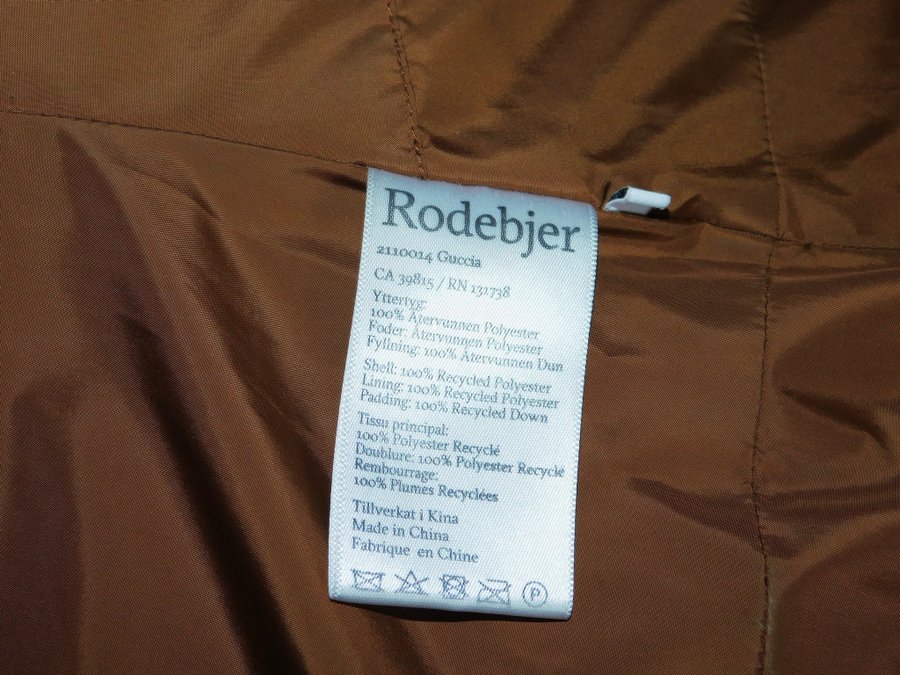 Rodebjer
2110014 Guccia
CA 39815 / RN 131738
Yttertyg:
100% Återvunnen Polyester
Foder: Återvunnen Polyester
Fyllning: 100% Återvunnen Dun
Shell: 100% Recycled Polyester
Lining: 100% Recycled Polyester
Padding: 100% Recycled Down
Tissu principal:
100% Polyester Recyclé
Doublure: 100% Polyester Recyclé
Rembourrage:
100% Plumes Recyclées
Tillverkat i Kina
Made in China
Fabrique en Chine
P